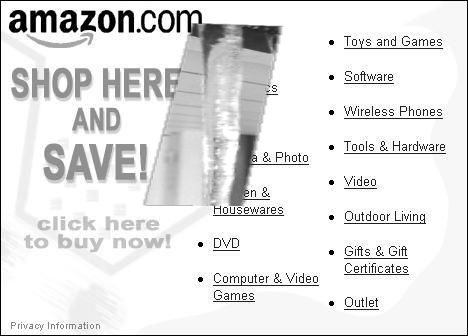 amazon.com
SHOP HERE
AND
SAVE!
click here
to buy now!
& Photo
&
Housewares
DVD
Computer & Video
Games
Toys and Games
Software
Wireless Phones
Tools & Hardware
Video
Outdoor Living
Gifts & Gift
Certificates
Outlet
Privacy Information